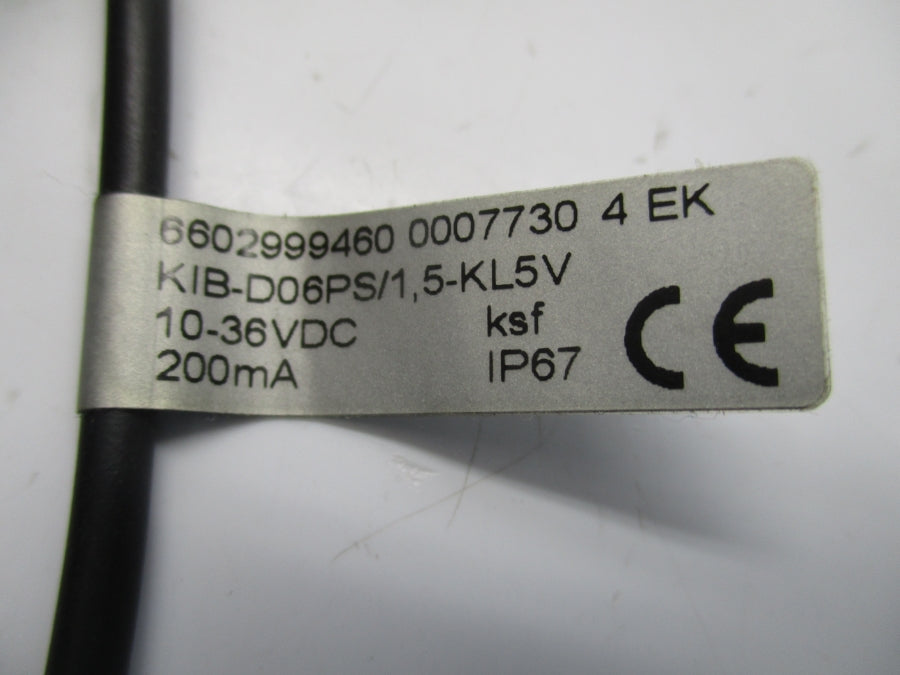 6602999460 0007730 4 EK
KIB-D06PS/1,5-KL5V
10-36VDC ksf
200mA IP67 CE